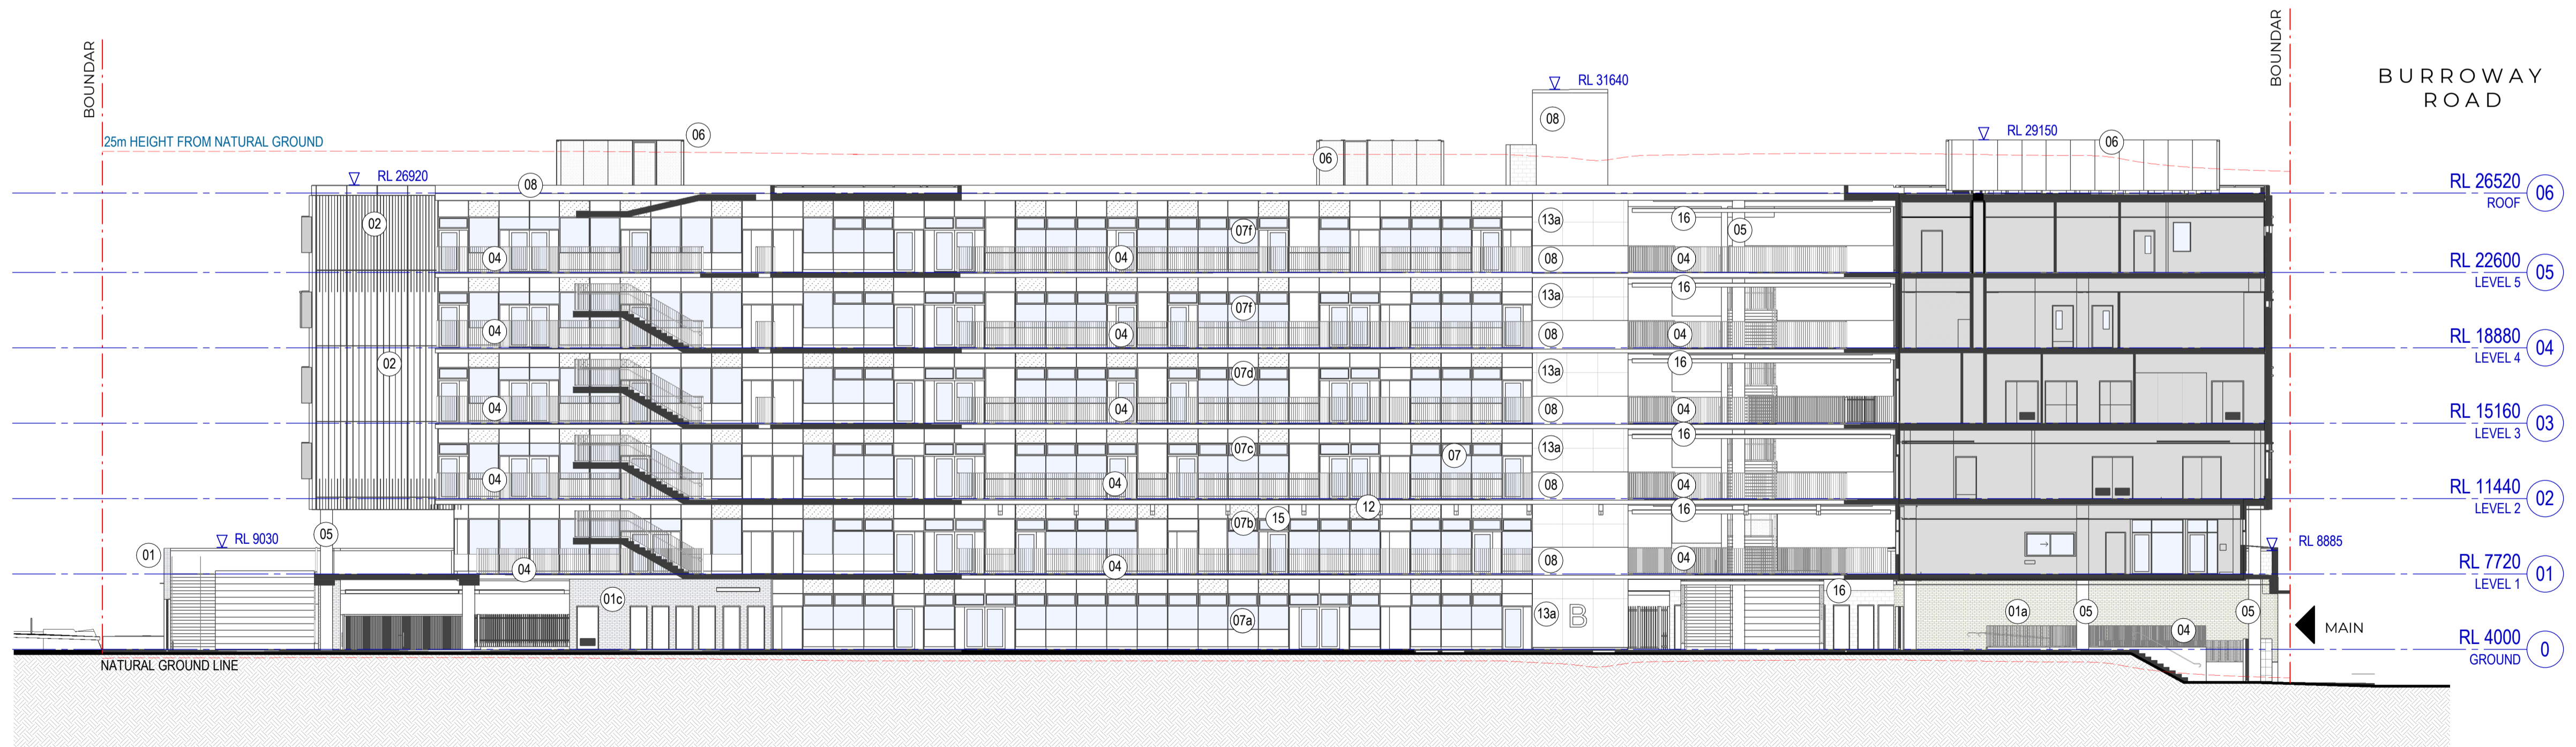 BOUNDAR
BOUNDAR
BURROWAY
ROAD
RL 31640
08
25m HEIGHT FROM NATURAL GROUND
06
06
RL 29150
06
RL 26920
08
RL 26520
06
ROOF
02
04
04
07f
13a
08
16
05
04
RL 22600
05
LEVEL 5
04
04
07f
13a
08
16
04
RL 18880
04
LEVEL 4
02
04
04
07d
13a
08
16
04
RL 15160
03
LEVEL 3
04
04
07c
07
13a
08
16
04
RL 11440
02
LEVEL 2
01
RL 9030
05
04
04
07b
15
12
08
16
04
RL 8885
RL 7720
01
LEVEL 1
01c
07a
13a
B
16
01a
05
04
05
MAIN
RL 4000
0
GROUND
NATURAL GROUND LINE